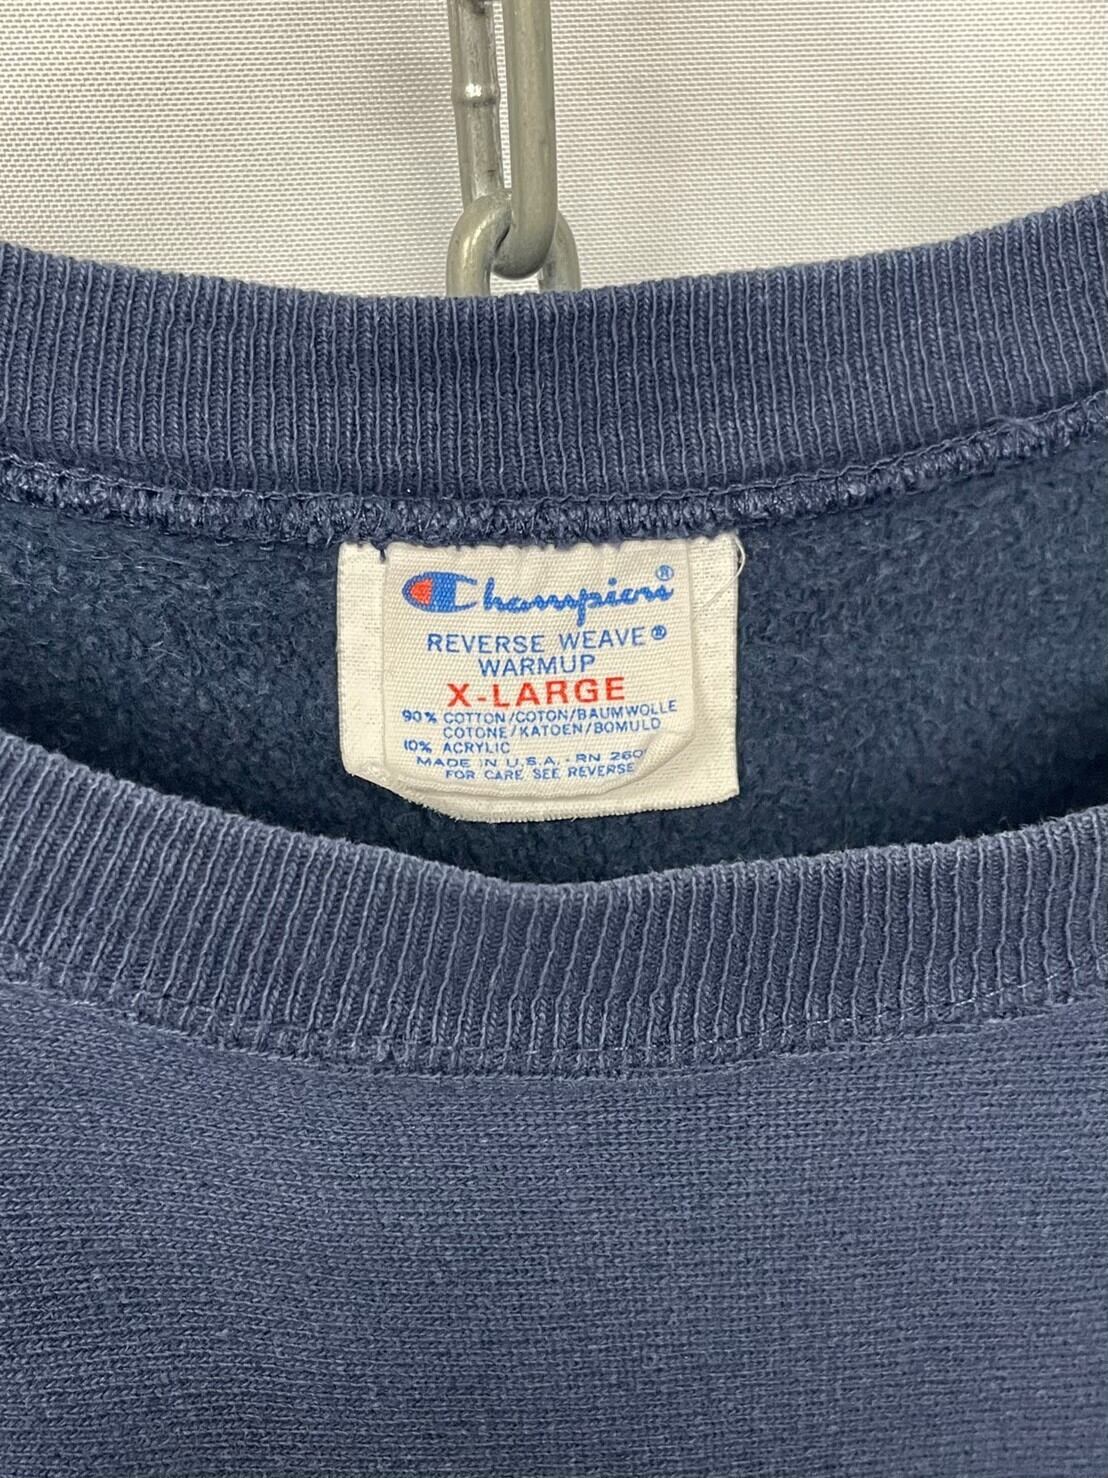 Champion®
REVERSE WEAVE®
WARMUP
X-LARGE
90% COTTON/COTON/BAUMWOLLE
COTONE/KATOEN/BOMULD
10% ACRYLIC
MADE IN U.S.A. - RN 260
FOR CARE SEE REVERSE